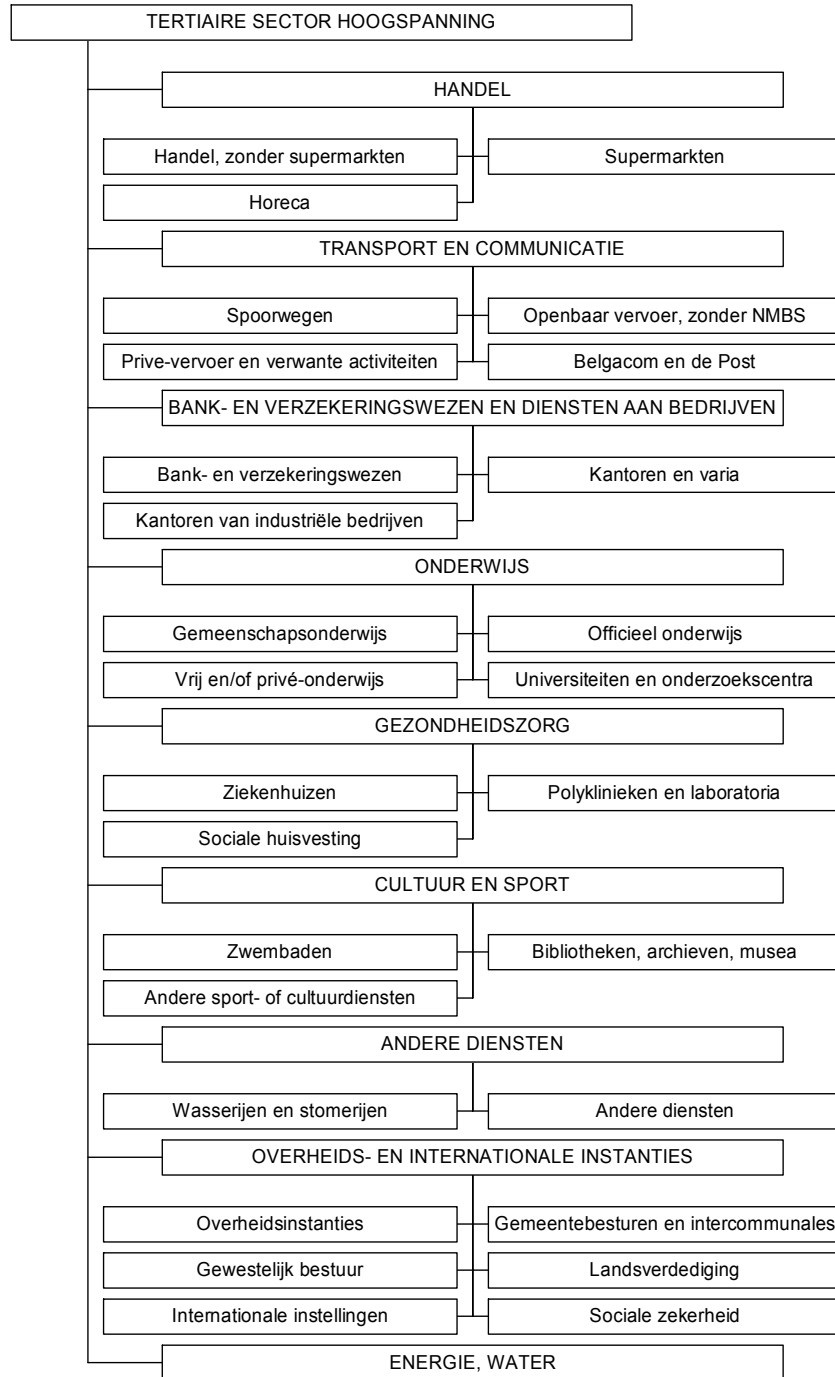 TERTIAIRE SECTOR HOOGSPANNING
HANDEL
Handel, zonder supermarkten
Supermarkten
Horeca
TRANSPORT EN COMMUNICATIE
Spoorwegen
Openbaar vervoer, zonder NMBS
Prive-vervoer en verwante activiteiten
Belgacom en de Post
BANK- EN VERZEKERINGSWEZEN EN DIENSTEN AAN BEDRIJVEN
Bank- en verzekeringswezen
Kantoren en varia
Kantoren van industriële bedrijven
ONDERWIJS
Gemeenschapsonderwijs
Officieel onderwijs
Vrij en/of privé-onderwijs
Universiteiten en onderzoekscentra
GEZONDHEIDSZORG
Ziekenhuizen
Polyklinieken en laboratoria
Sociale huisvesting
CULTUUR EN SPORT
Zwembaden
Bibliotheken, archieven, musea
Andere sport- of cultuurdiensten
ANDERE DIENSTEN
Wasserijen en stomerijen
Andere diensten
OVERHEIDS- EN INTERNATIONALE INSTANTIES
Overheidsinstanties
Gemeentebesturen en intercommunales
Gewestelijk bestuur
Landsverdediging
Internationale instellingen
Sociale zekerheid
ENERGIE, WATER